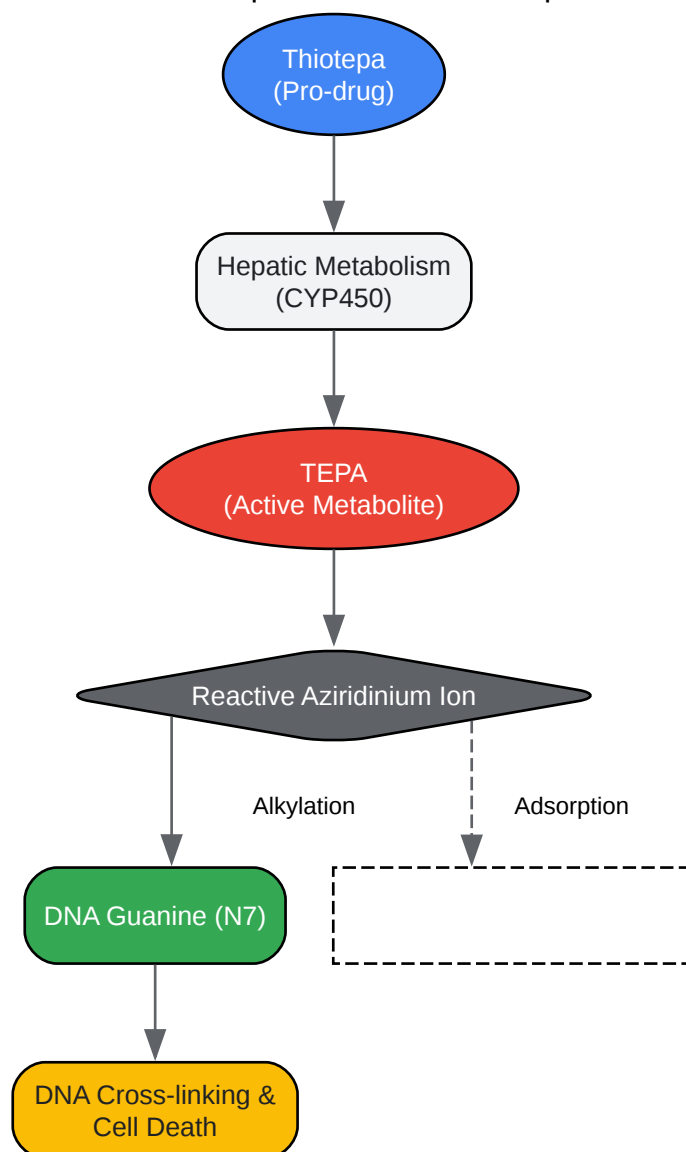 Thiotepa
(Pro-drug)
Hepatic Metabolism
(CYP450)
TEPA
(Active Metabolite)
Reactive Aziridinium Ion
Alkylation
Adsorption
DNA Guanine (N7)
DNA Cross-linking &
Cell Death